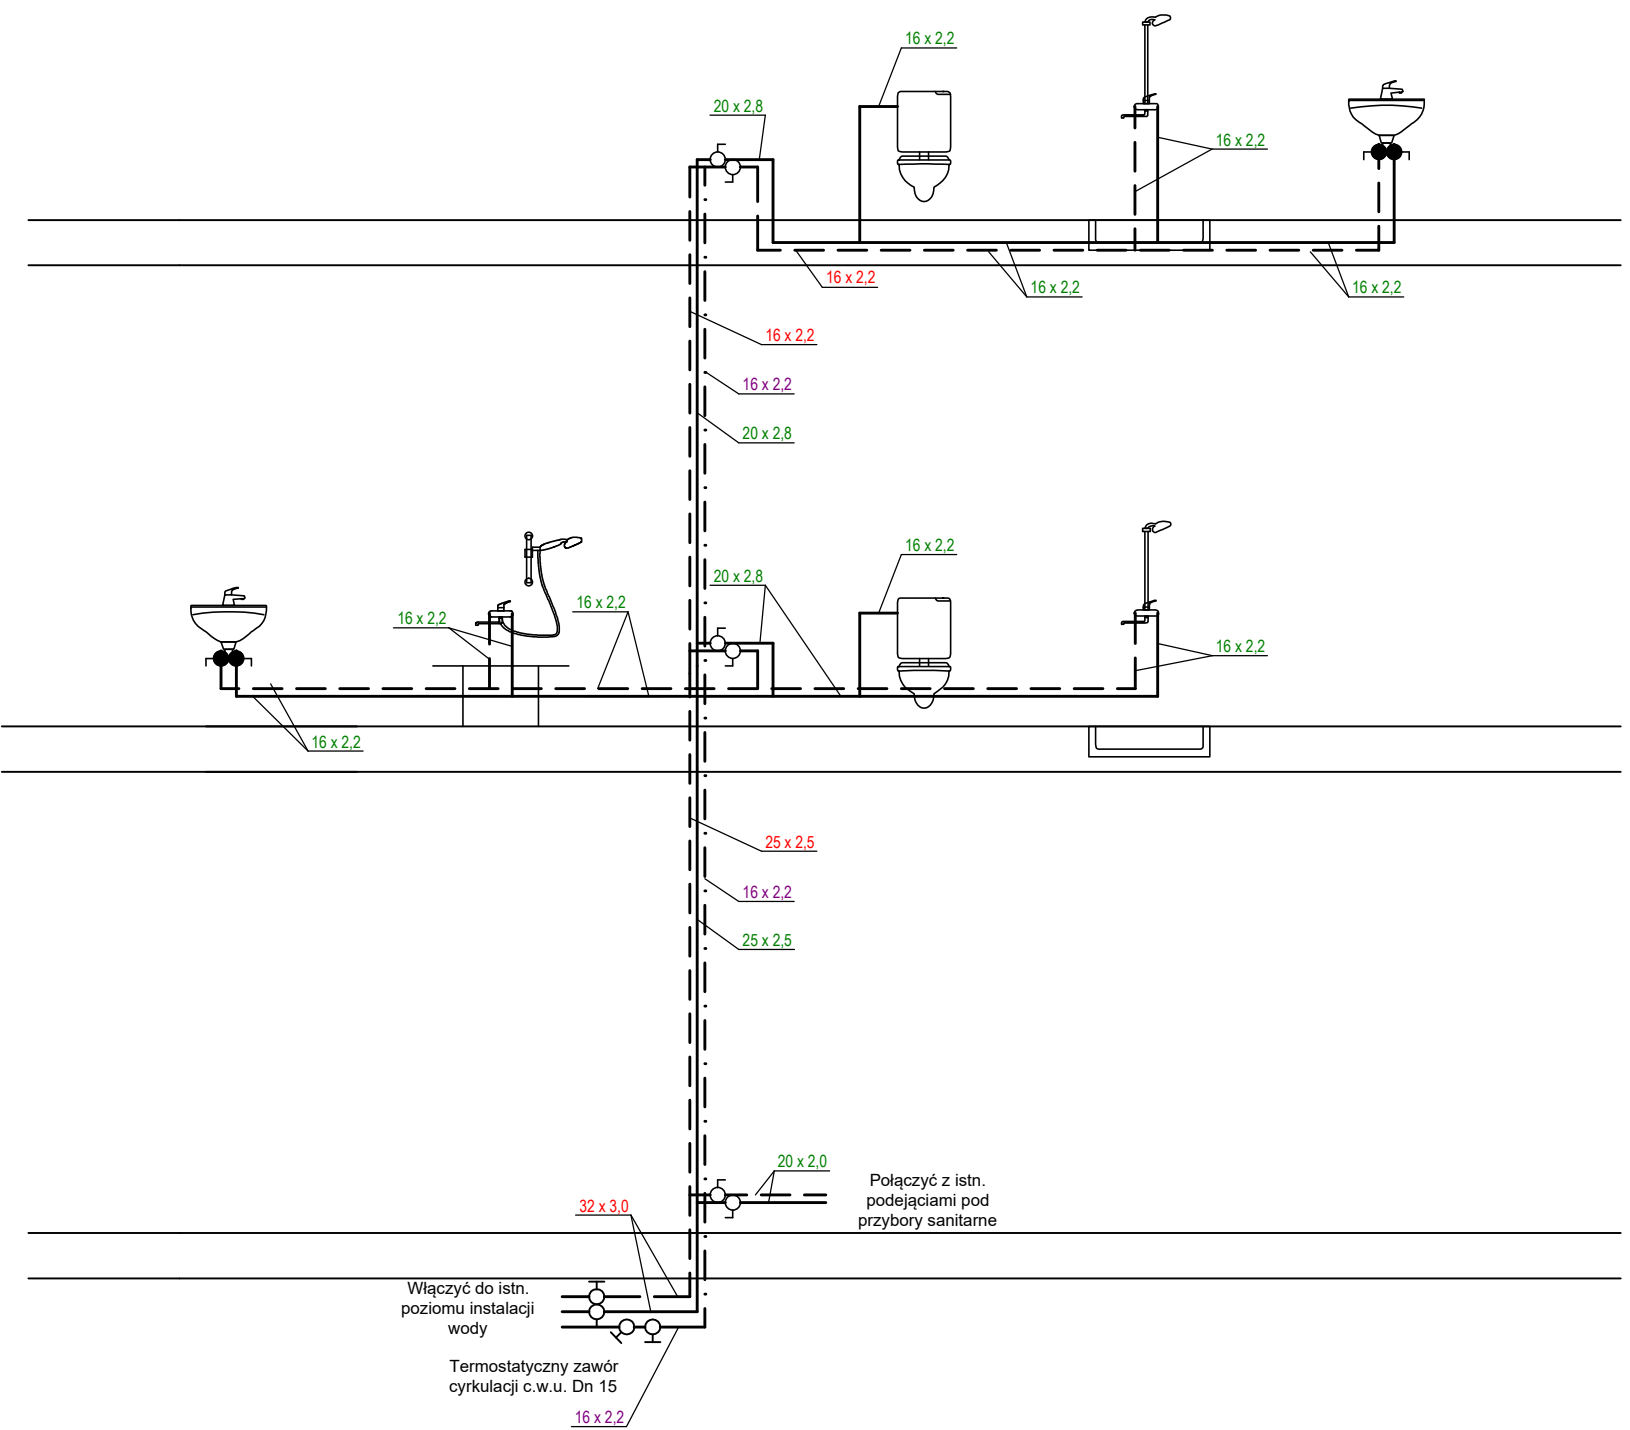 16 x 2,2
20 x 2,8
16 x 2,2
16 x 2,2
16 x 2,2
16 x 2,2
16 x 2,2
16 x 2,2
20 x 2,8
16 x 2,2
20 x 2,8
16 x 2,2
16 x 2,2
16 x 2,2
16 x 2,2
16 x 2,2
25 x 2,5
16 x 2,2
25 x 2,5
20 x 2,0
Połączyć z istn.
podejąciami pod
przybory sanitarne
32 x 3,0
Włączyć do istn.
poziomu instalacji
wody
Termostatyczny zawór
cyrkulacji c.w.u. Dn 15
16 x 2,2